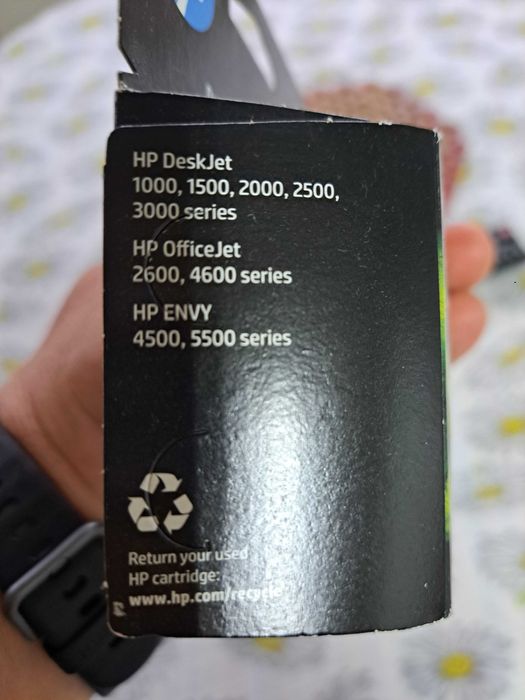 HP DeskJet
1000, 1500, 2000, 2500,
3000 series
HP OfficeJet
2600, 4600 series
HP ENVY
4500, 5500 series
Return your used
HP cartridge:
www.hp.com/recycle